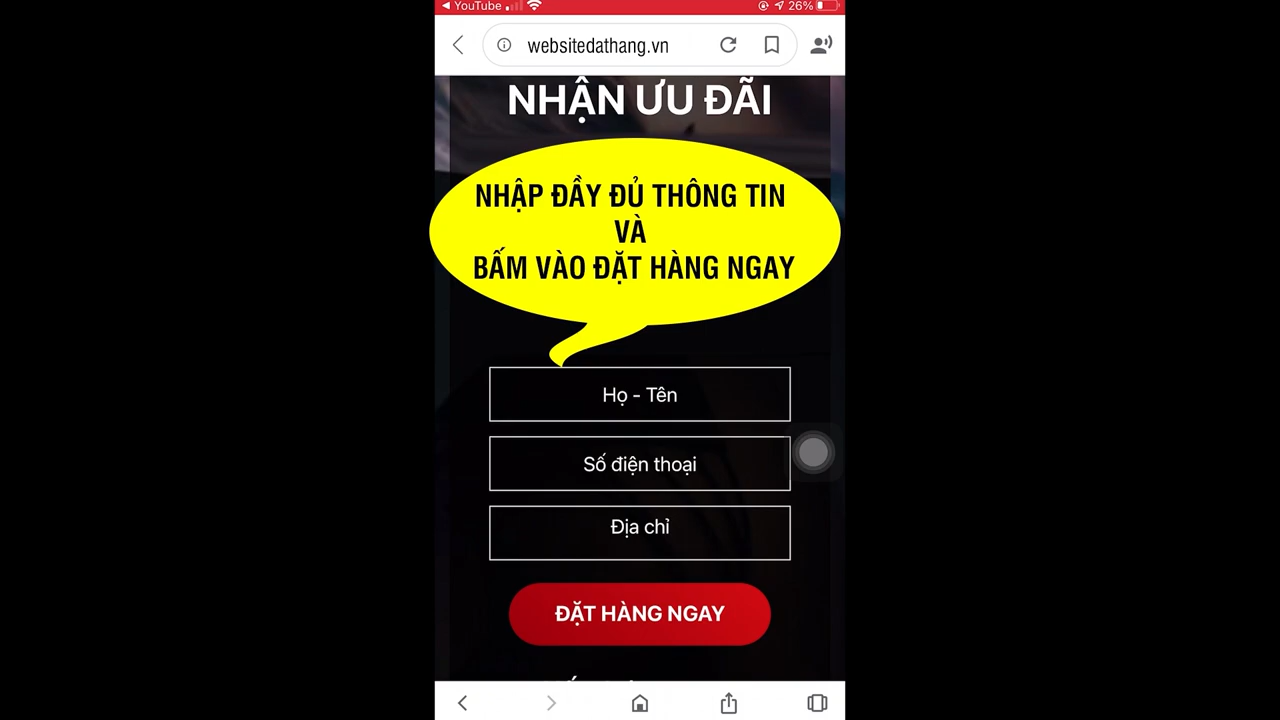 YouTube
26%
websitedathang.vn
NHẬN ƯU ĐÃI
NHẬP ĐẦY ĐỦ THÔNG TIN
VÀ
BẤM VÀO ĐẶT HÀNG NGAY
Họ - Tên
Số điện thoại
Địa chỉ
ĐẶT HÀNG NGAY